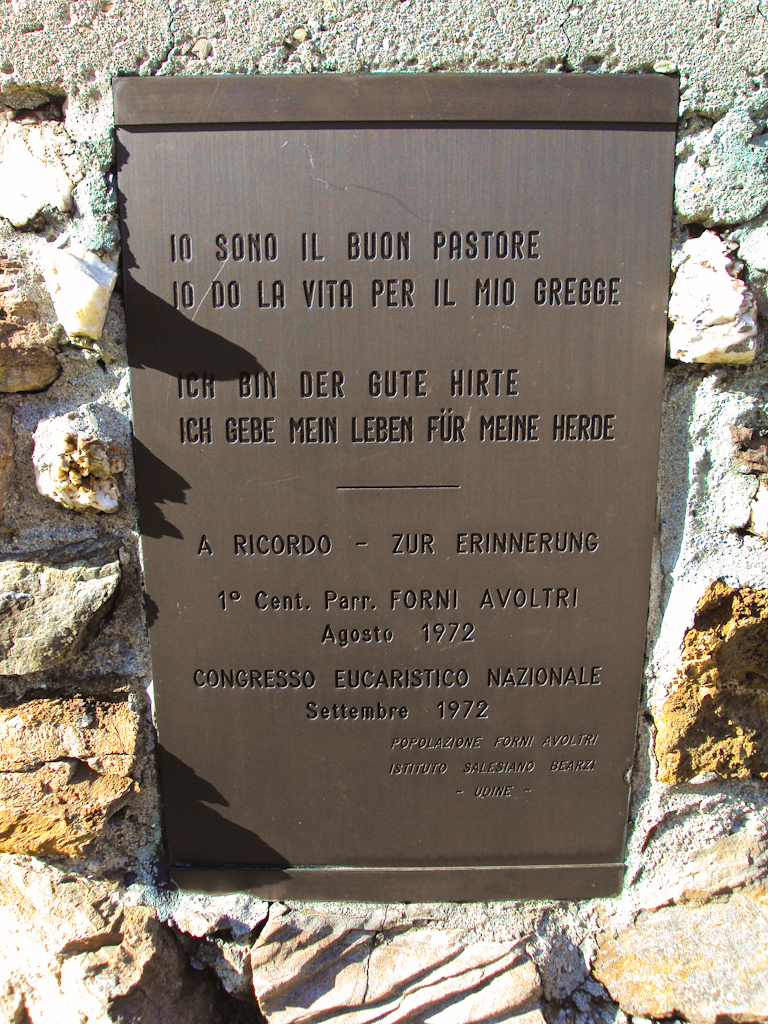 IO SONO IL BUON PASTORE
IO DO LA VITA PER IL MIO GREGGE
ICH BIN DER GUTE HIRTE
ICH GEBE MEIN LEBEN FÜR MEINE HERDE
A RICORDO – ZUR ERINNERUNG
1° Cent. Parr. FORNI AVOLTRI
Agosto 1972
CONGRESSO EUCARISTICO NAZIONALE
Settembre 1972
POPOLAZIONE FORNI AVOLTRI
ISTITUTO SALESIANO BEARZI
– UDINE –